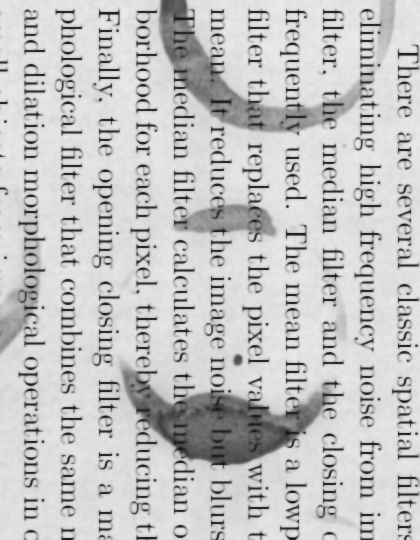 There are several classic spatial filters
eliminating high frequency noise from im
filter, the median filter and the closing
frequently used. The mean filter is a lowp
filter that replaces the pixel values with t
mean. It reduces the image noise but blurs
The median filter calculates the median o
borhood for each pixel, thereby reducing th
Finally, the opening closing filter is a ma
phological filter that combines the same
and dilation morphological operations in